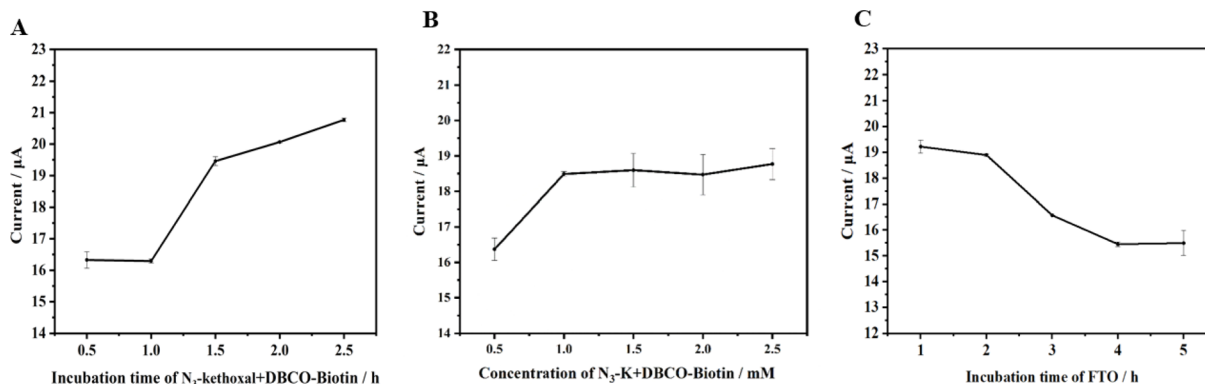 A
23
22
21
20
19
18
17
16
15
14
Current / μA
0.5 1.0 1.5 2.0 2.5
Incubation time of N3-kethoxal+DBCO-Biotin / h
B
22
21
20
19
18
17
16
15
14
Current / μA
0.5 1.0 1.5 2.0 2.5
Concentration of N3-K+DBCO-Biotin / mM
C
23
22
21
20
19
18
17
16
15
14
13
12
Current / μA
1 2 3 4 5
Incubation time of FTO / h